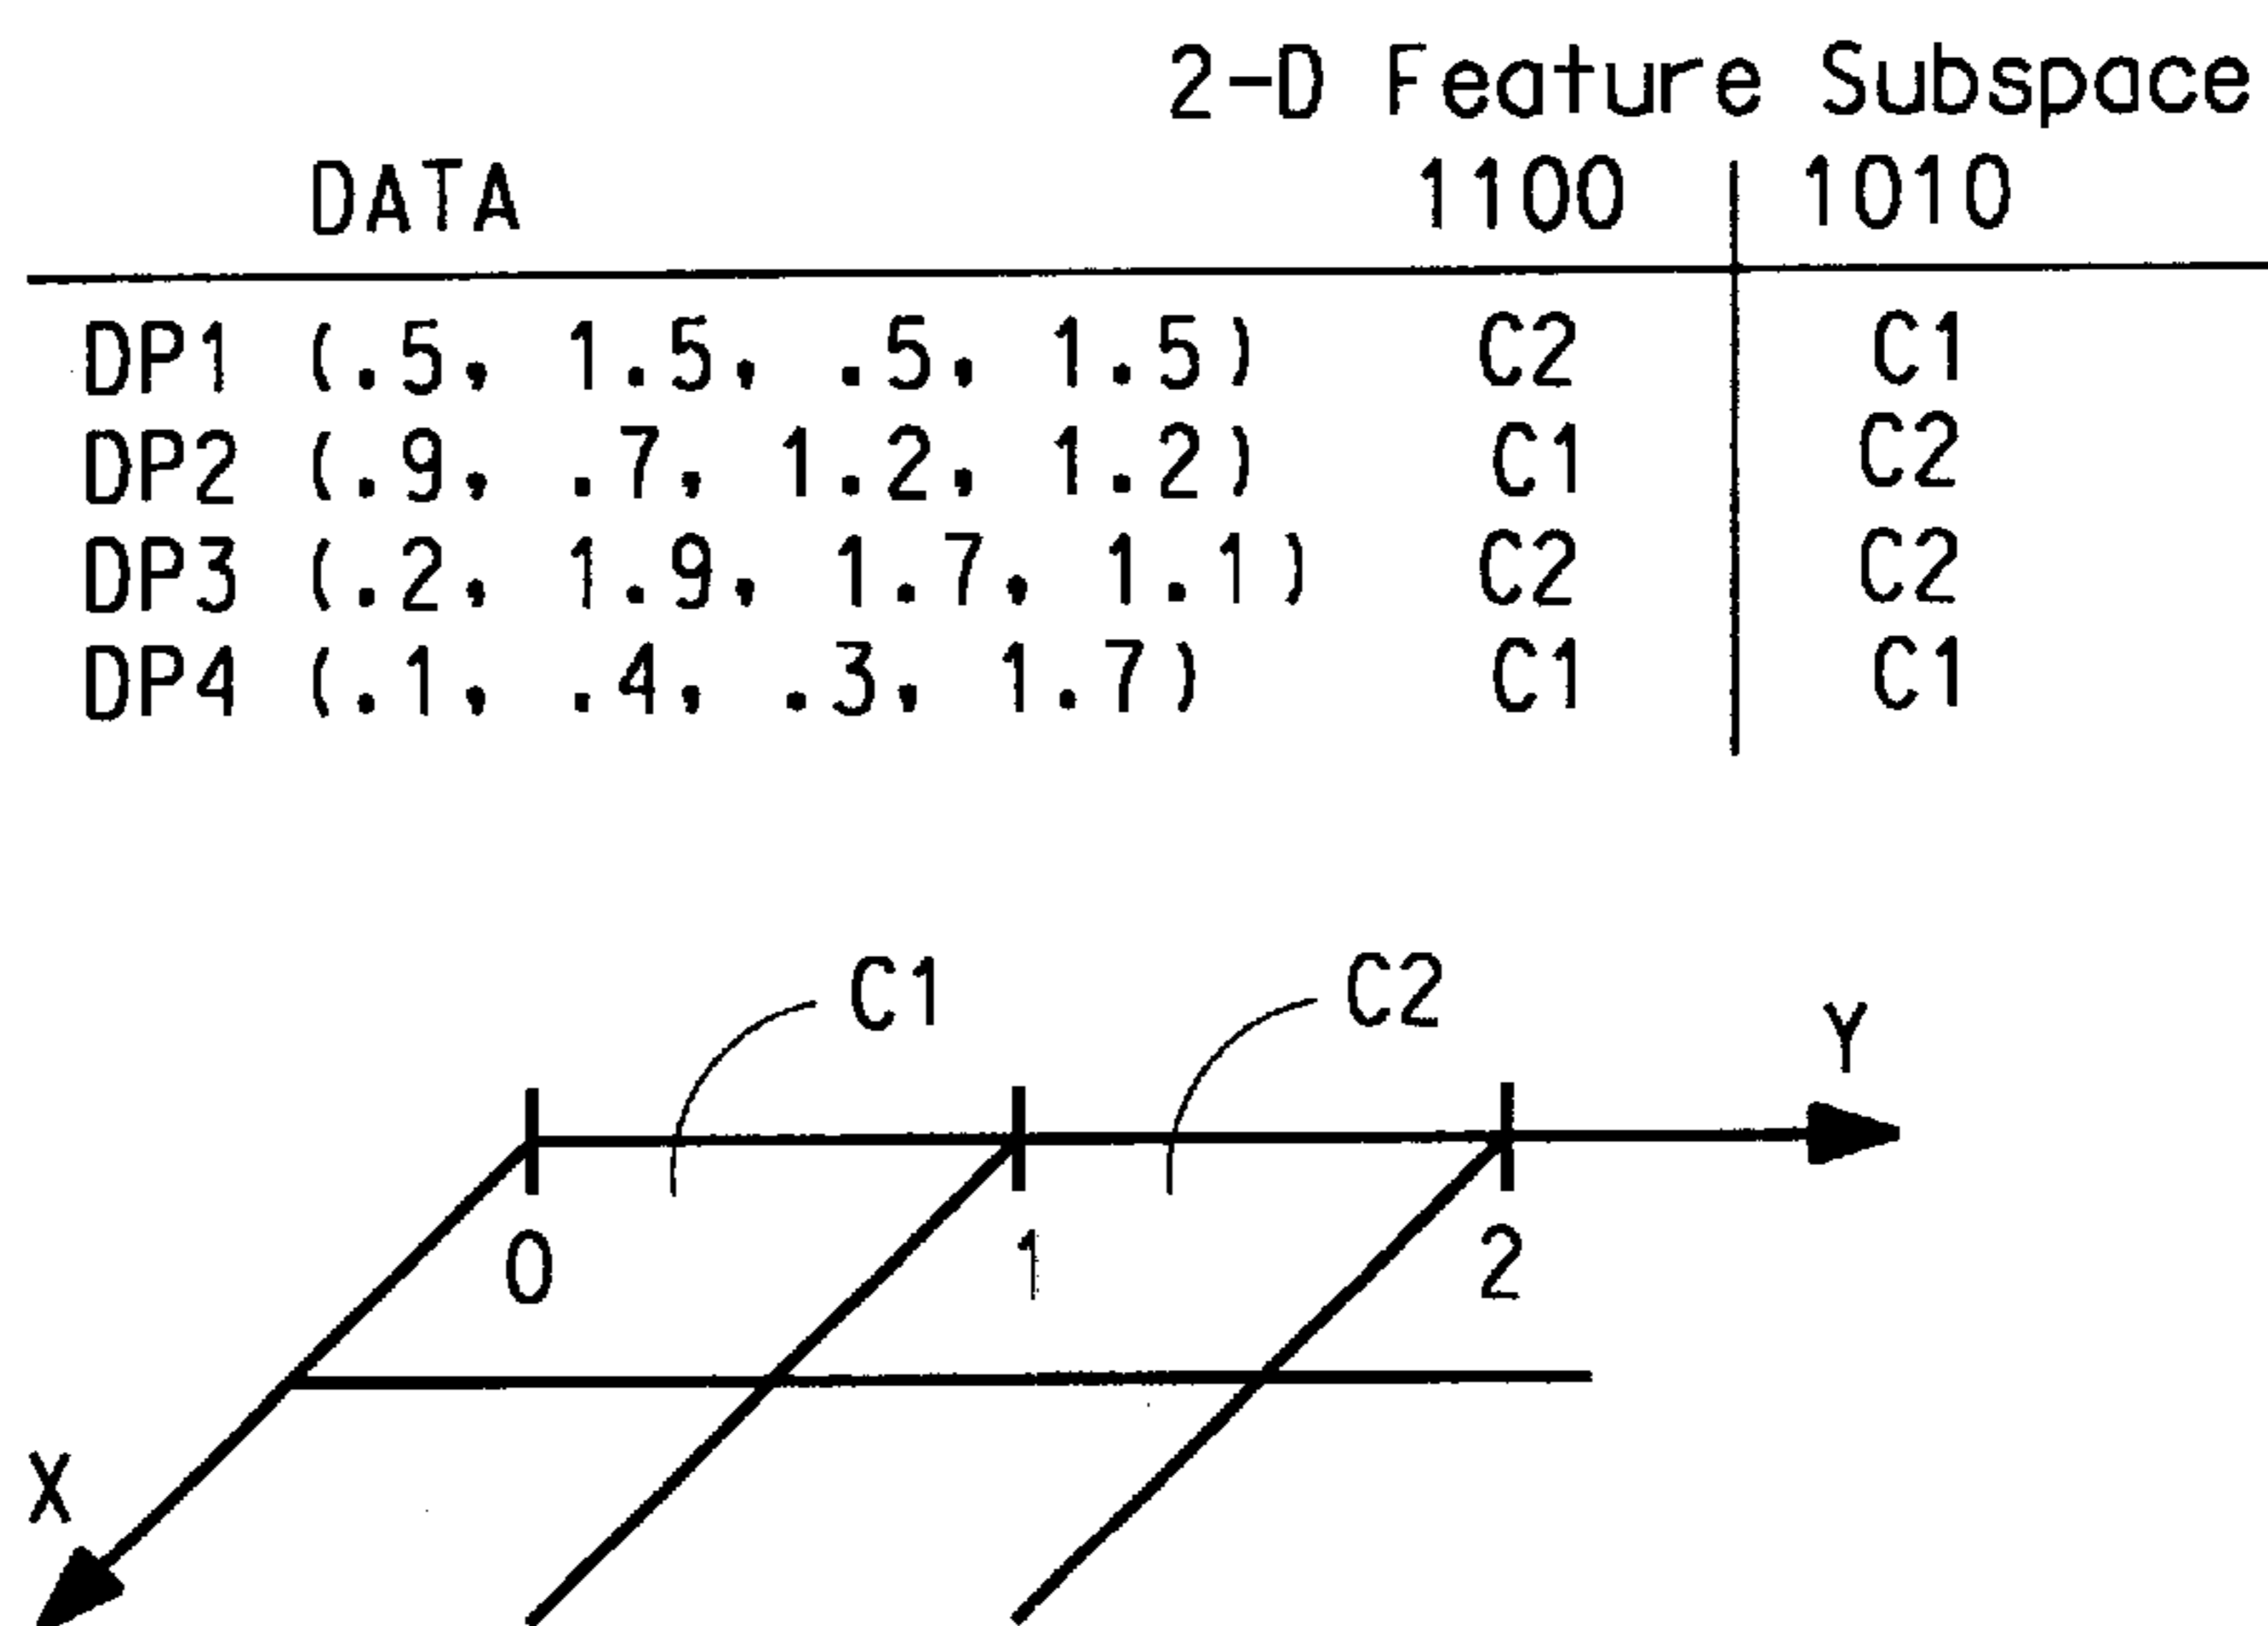 2-D Feature Subspace
DATA 1100 1010
DP1 (.5, 1.5, .5, 1.5) C2 C1
DP2 (.9, .7, 1.2, 1.2) C1 C2
DP3 (.2, 1.9, 1.7, 1.1) C2 C2
DP4 (.1, .4, .3, 1.7) C1 C1
C1 C2
Y
0 1 2
X